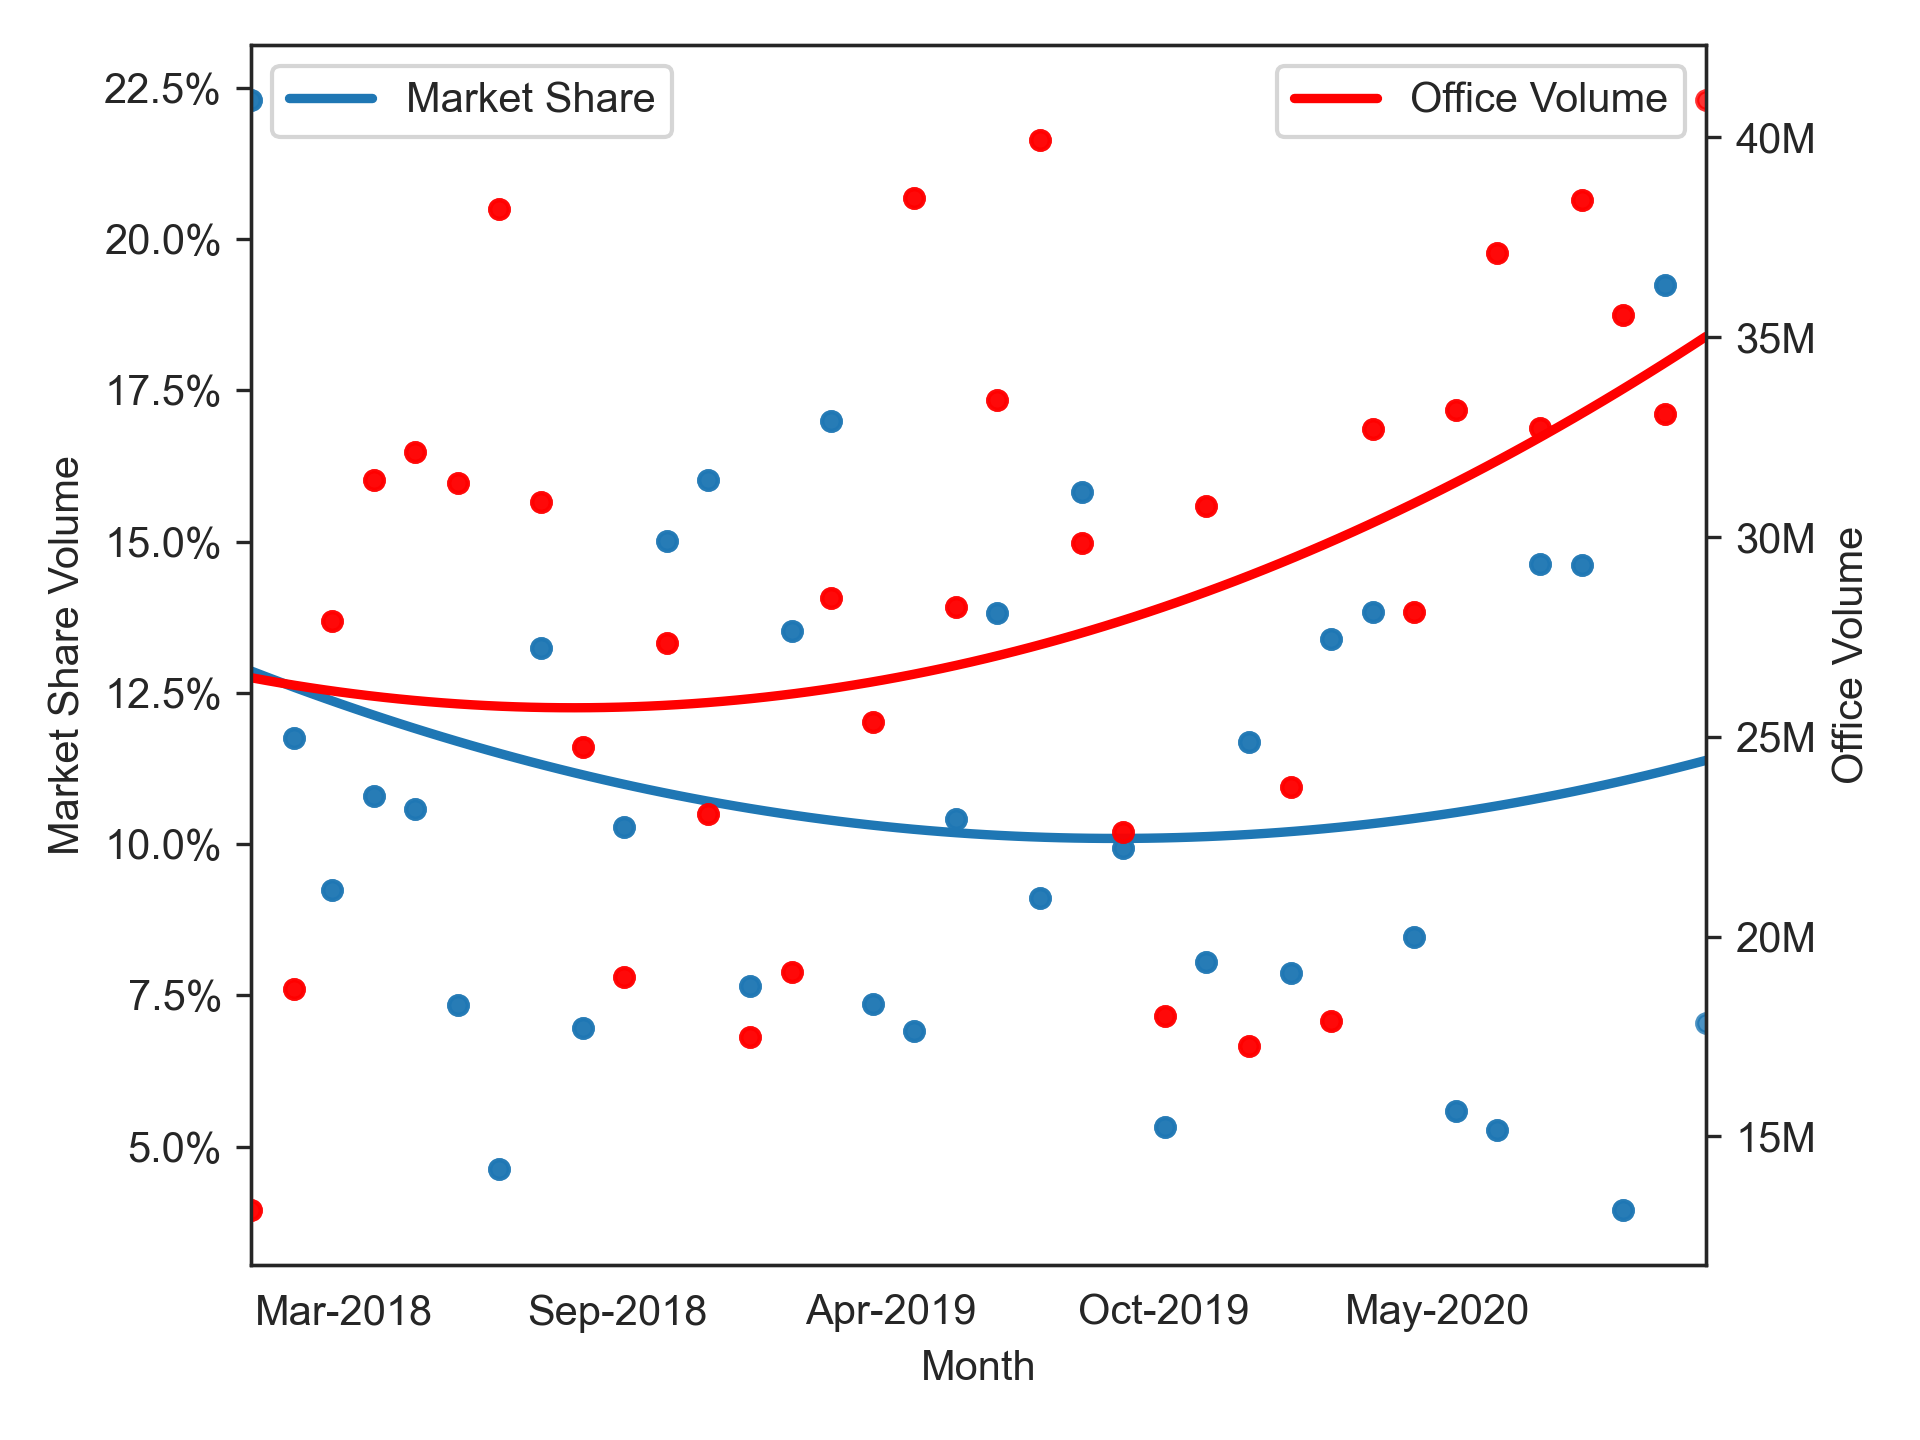 Market Share
Office Volume
22.5%
20.0%
17.5%
15.0%
12.5%
10.0%
7.5%
5.0%
Market Share Volume
40M
35M
30M
25M
20M
15M
Office Volume
Mar-2018
Sep-2018
Apr-2019
Oct-2019
May-2020
Month